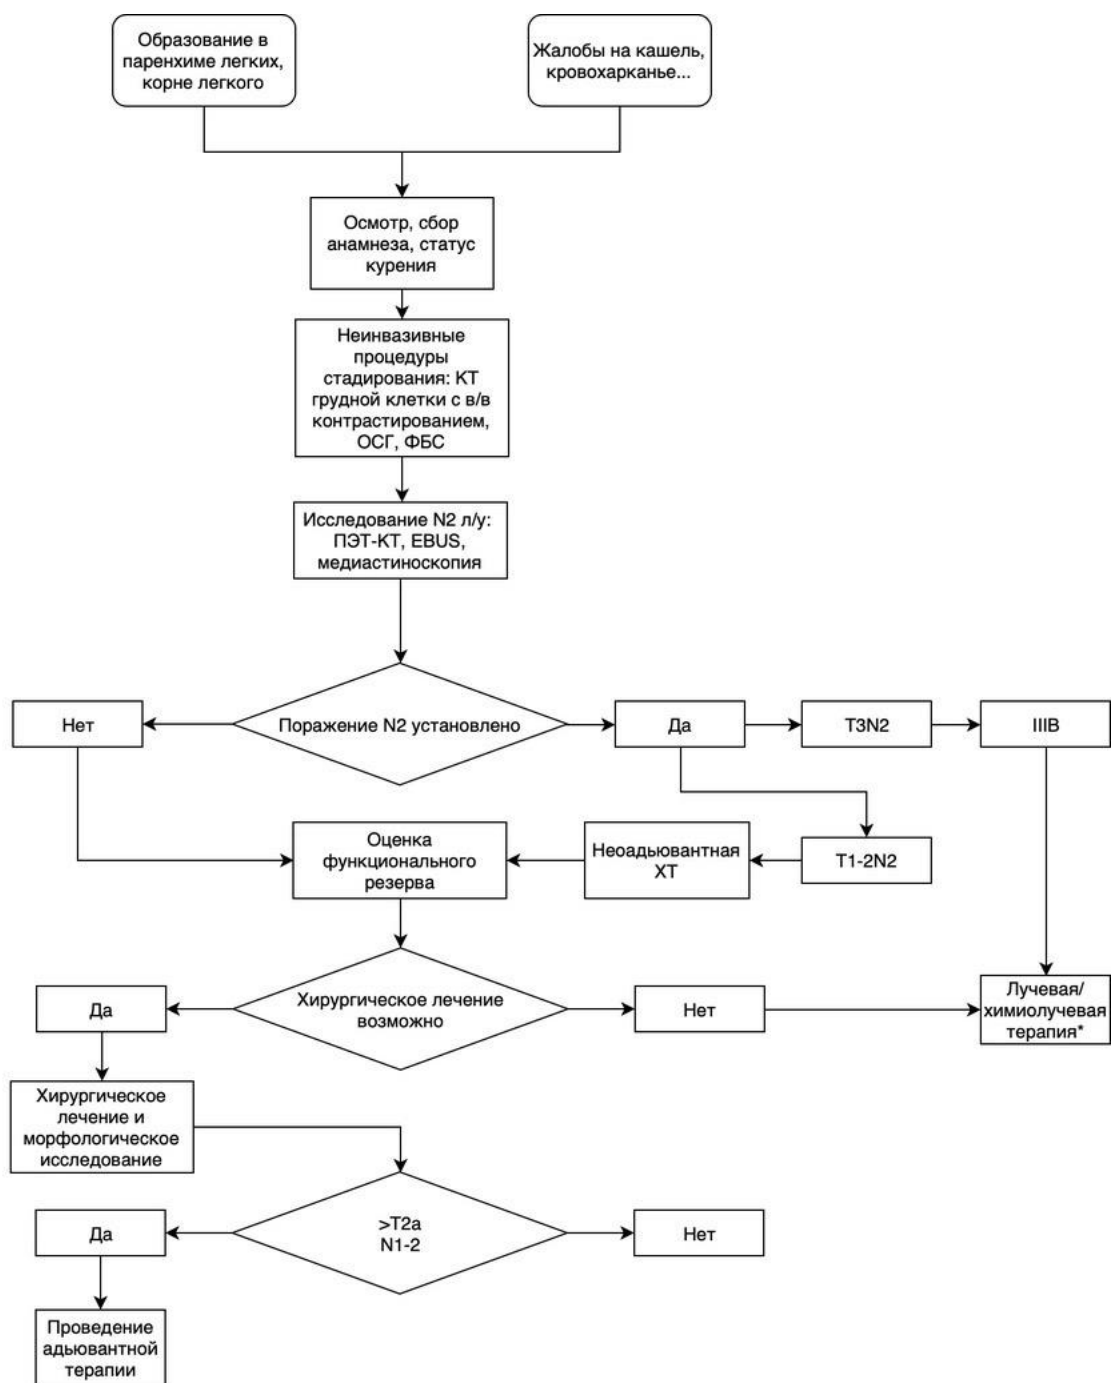 Образование в
паренхиме легких,
корне легкого
Жалобы на кашель,
кровохарканье...
Осмотр, сбор
анамнеза, статус
курения
Неинвазивные
процедуры
стадирования: КТ
грудной клетки с в/в
контрастированием,
ОСГ, ФБС
Исследование N2 л/у:
ПЭТ-КТ, EBUS,
медиастиноскопия
Нет
Поражение N2 установлено
Да
T3N2
IIIB
Оценка
функционального
резерва
Неоадьювантная
ХТ
T1-2N2
Да
Хирургическое лечение
возможно
Нет
Лучевая/
химиолучевая
терапия*
Хирургическое
лечение и
морфологическое
исследование
Да
>T2a
N1-2
Нет
Проведение
адьювантной
терапии